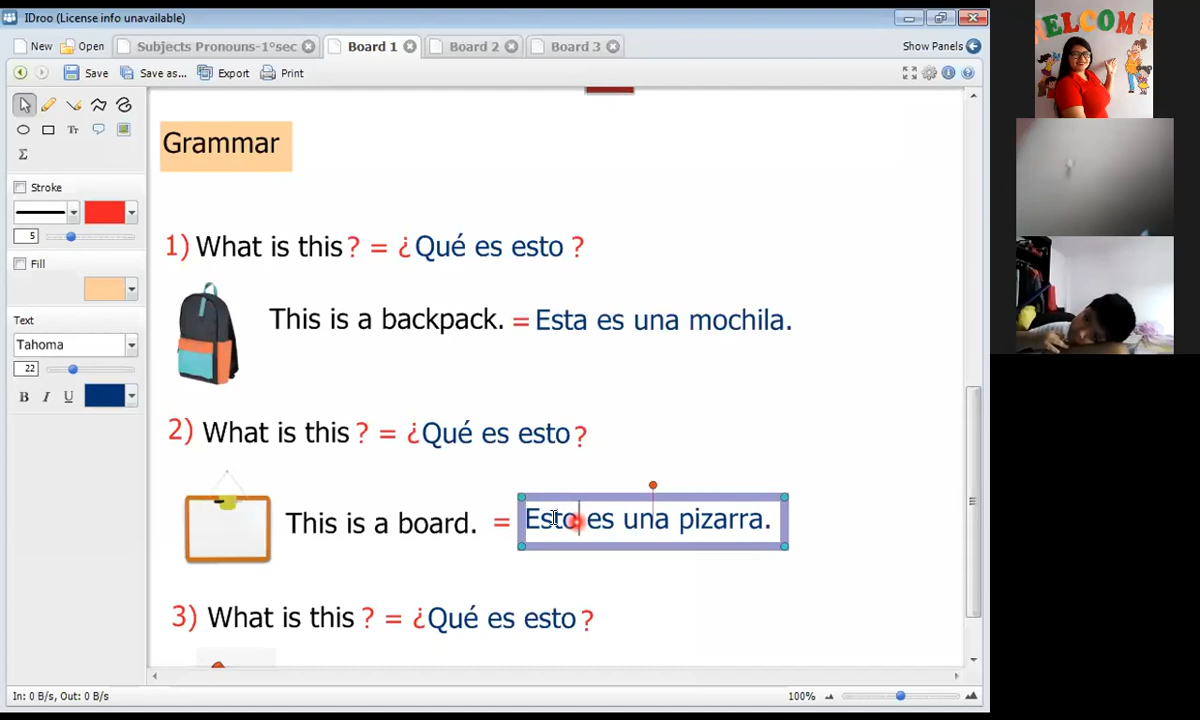 IDroo (License info unavailable)
New Open Subjects Pronouns-1°sec Board 1 Board 2 Board 3 Show Panels
Save Save as... Export Print
WELCOME
Grammar
Stroke
5
Fill
Text
Tahoma
22
B I U
1) What is this ? = ¿Qué es esto ?
This is a backpack. = Esta es una mochila.
2) What is this ? = ¿Qué es esto ?
This is a board. = Esto es una pizarra.
3) What is this ? = ¿Qué es esto ?
In: 0 B/s, Out: 0 B/s 100%